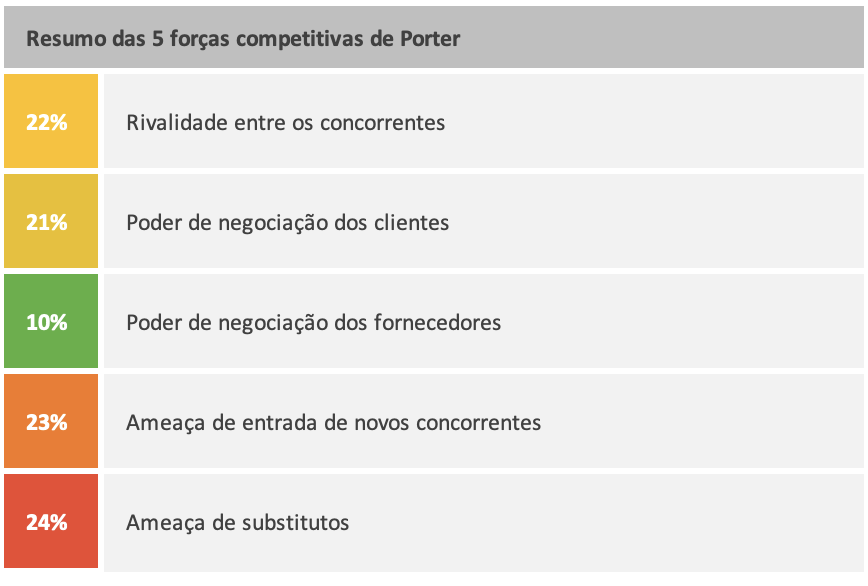 Resumo das 5 forças competitivas de Porter
22% Rivalidade entre os concorrentes
21% Poder de negociação dos clientes
10% Poder de negociação dos fornecedores
23% Ameaça de entrada de novos concorrentes
24% Ameaça de substitutos